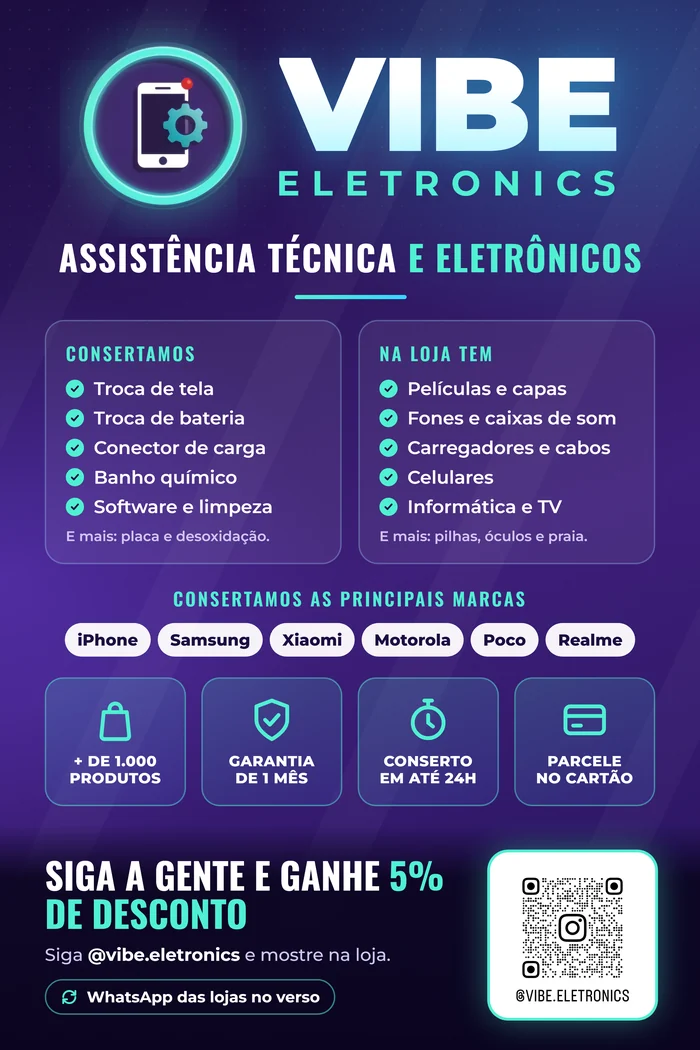 VIBE
ELETRONICS
ASSISTÊNCIA TÉCNICA E ELETRÔNICOS
CONSERTAMOS
Troca de tela
Troca de bateria
Conector de carga
Banho químico
Software e limpeza
E mais: placa e desoxidação.
NA LOJA TEM
Películas e capas
Fones e caixas de som
Carregadores e cabos
Celulares
Informática e TV
E mais: pilhas, óculos e praia.
CONSERTAMOS AS PRINCIPAIS MARCAS
iPhone Samsung Xiaomi Motorola Poco Realme
+ DE 1.000
PRODUTOS
GARANTIA
DE 1 MÊS
CONSERTO
EM ATÉ 24H
PARCELE
NO CARTÃO
SIGA A GENTE E GANHE 5%
DE DESCONTO
Siga @vibe.eletronics e mostre na loja.
WhatsApp das lojas no verso
@VIBE.ELETRONICS